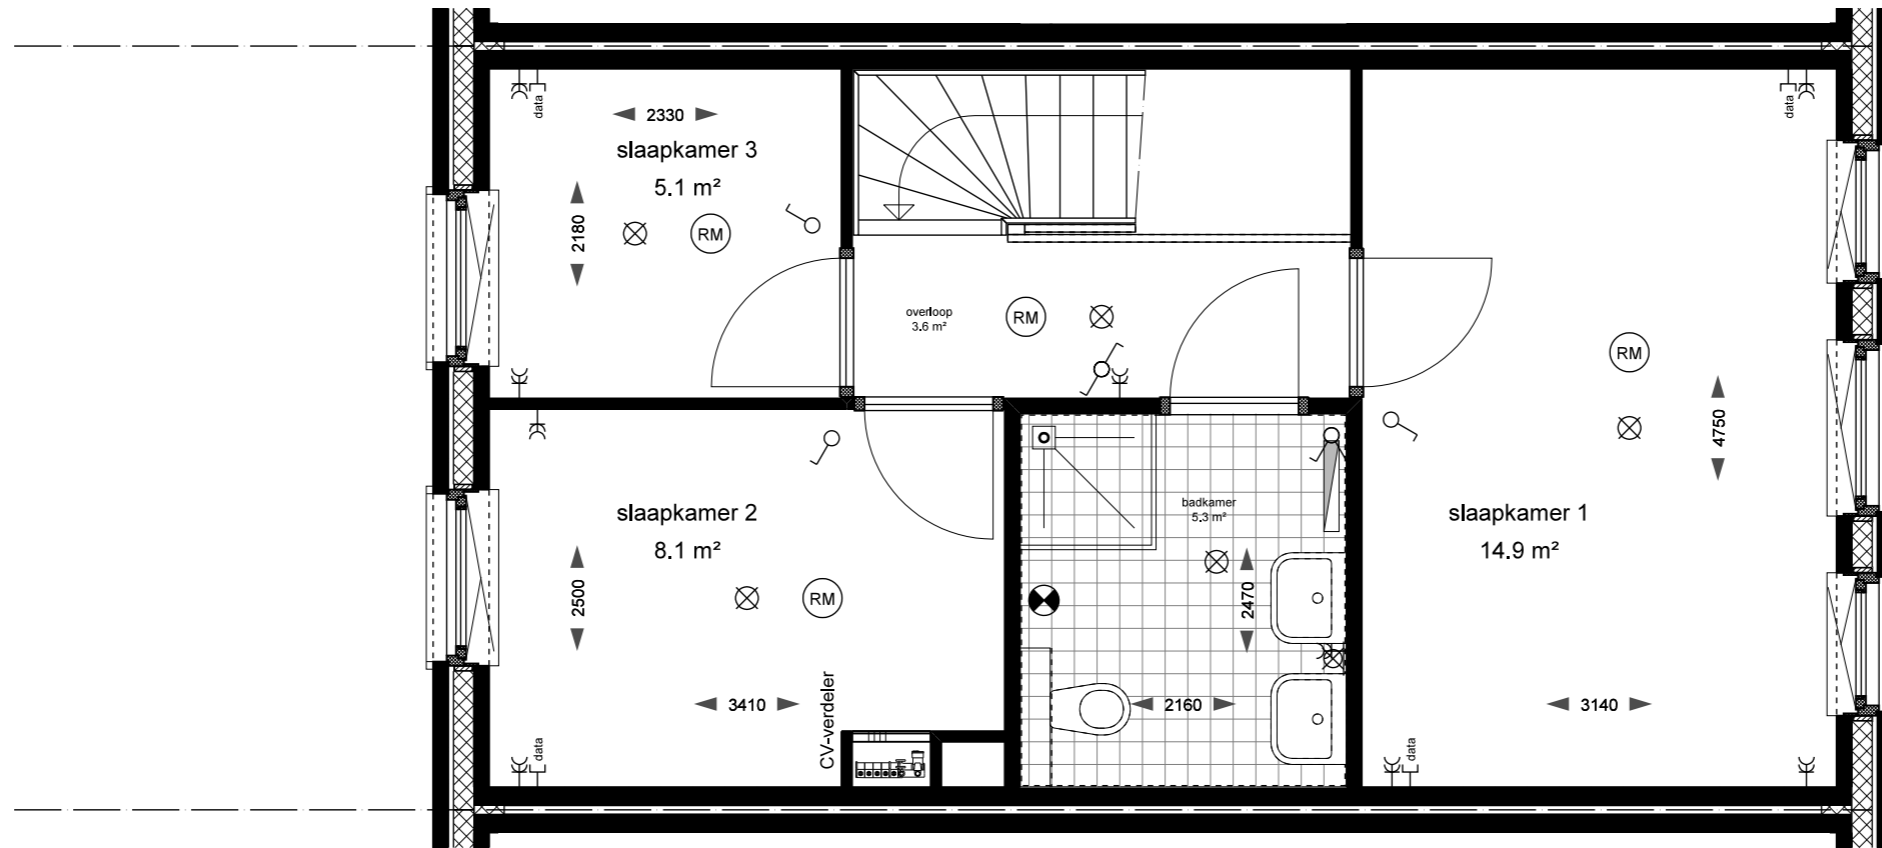 data
2330
slaapkamer 3
5.1 m²
2180
RM
data
overloop
3.6 m²
RM
RM
4750
slaapkamer 2
8.1 m²
2500
RM
3410
CV-verdeler
data
badkamer
5.3 m²
2470
2160
slaapkamer 1
14.9 m²
3140
data